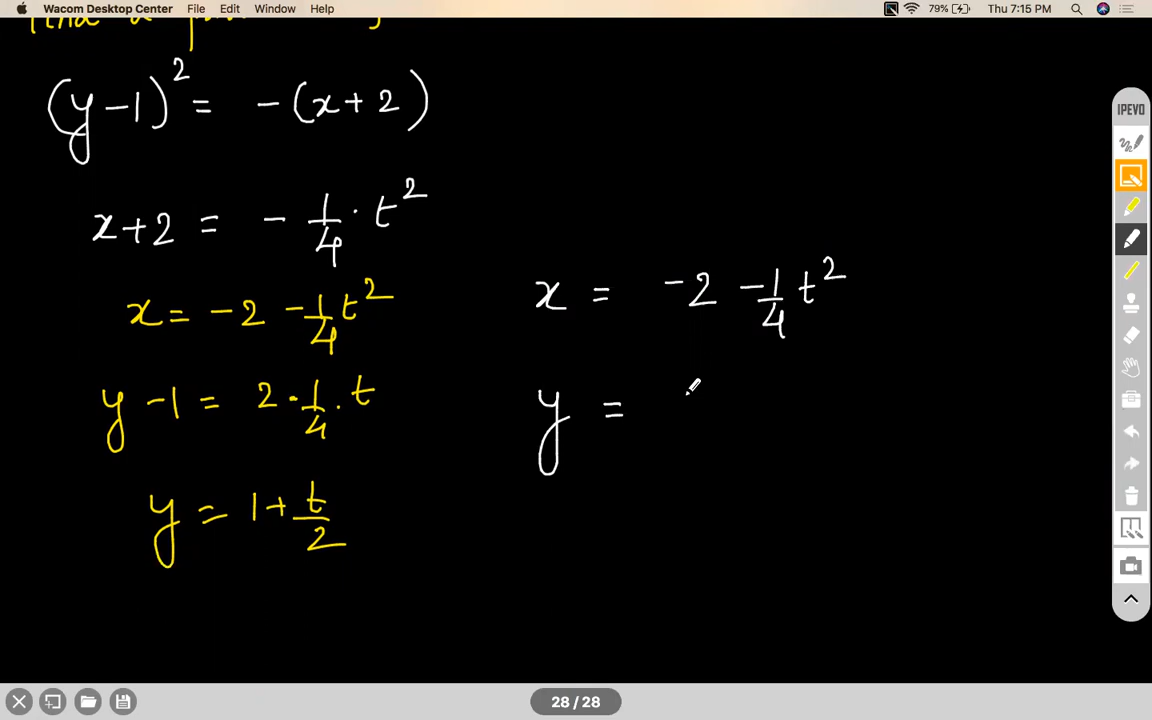 Wacom Desktop Center File Edit Window Help 79% Thu 7:15 PM
find a
(y-1)² = -(x+2)
x+2 = - 1/4 · t²
x = -2 - 1/4 t²
y - 1 = 2 · 1/4 · t
y = 1 + t/2
x = -2 - 1/4 t²
y =
IPEVO
28 / 28